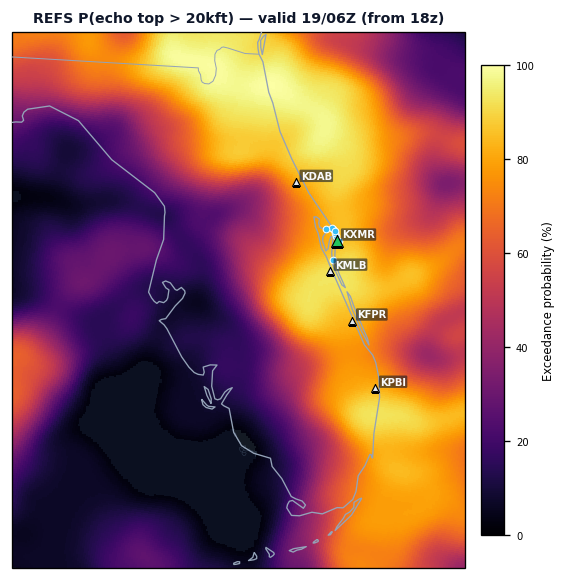 REFS P(echo top > 20kft) — valid 19/06Z (from 18z)
KDAB
KXMR
KMLB
KFPR
KPBI
100
80
60
40
20
0
Exceedance probability (%)